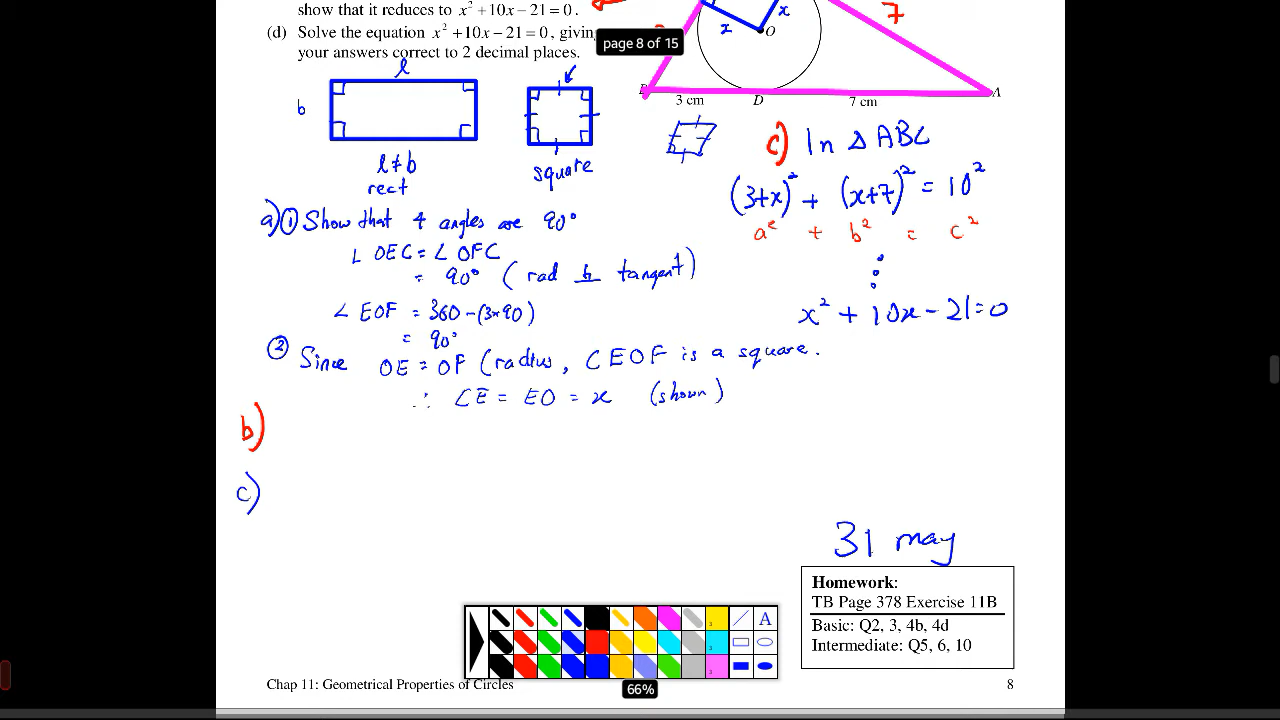 show that it reduces to x² + 10x − 21 = 0.
(d) Solve the equation x² + 10x − 21 = 0, giving
your answers correct to 2 decimal places.
page 8 of 15
x
x
O
7
3 cm
D
7 cm
A
l
b
l ≠ b
rect
square
a) ① Show that 4 angles are 90°
∠ OEC = ∠ OFC
= 90° (rad ⊥ tangent)
∠ EOF = 360 − (3×90)
= 90°
② Since OE = OF (radius, CEOF is a square.
∴ CE = EO = x (shown)
b)
c)
c) In △ ABC
(3+x)² + (x+7)² = 10²
a² + b² = c²
x² + 10x − 21 = 0
31 may
Homework:
TB Page 378 Exercise 11B
Basic: Q2, 3, 4b, 4d
Intermediate: Q5, 6, 10
A
66%
Chap 11: Geometrical Properties of Circles
8